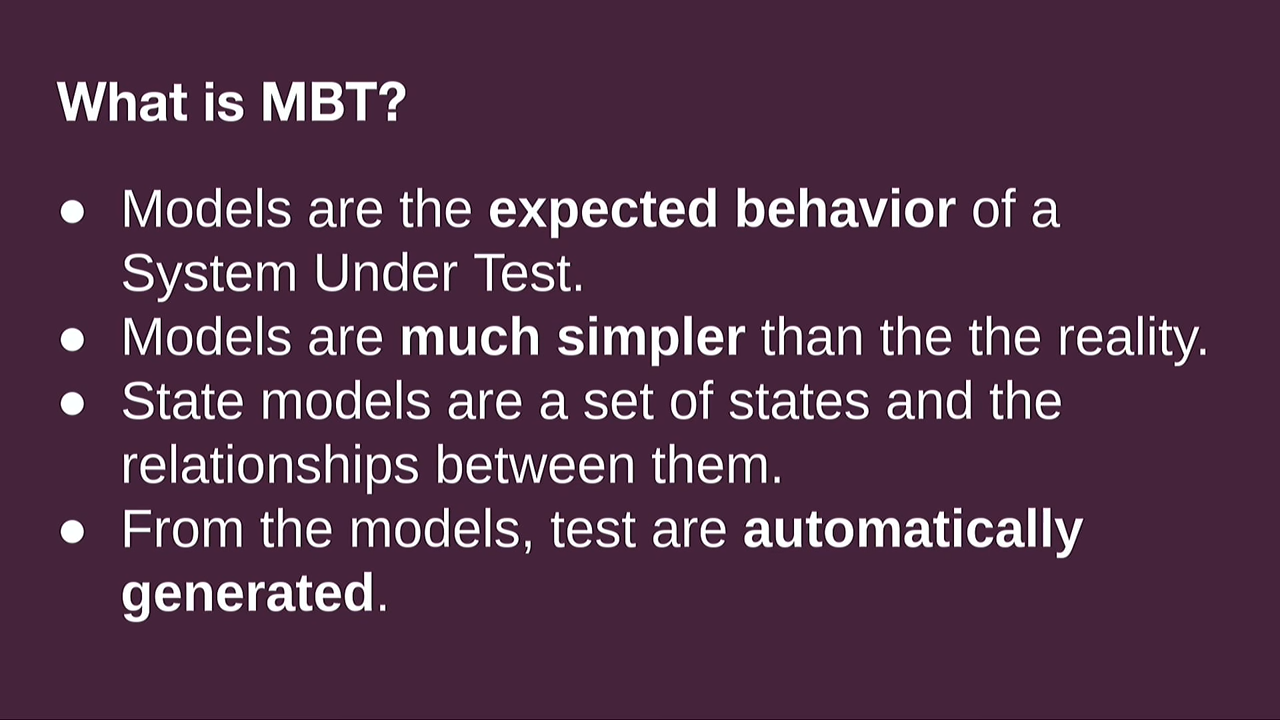 What is MBT?
● Models are the expected behavior of a
System Under Test.
● Models are much simpler than the the reality.
● State models are a set of states and the
relationships between them.
● From the models, test are automatically
generated.